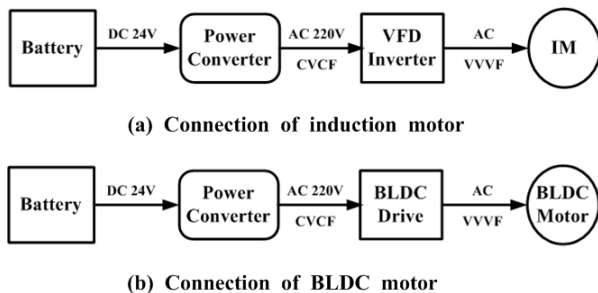 DC 24V AC 220V AC
Battery Power Converter VFD Inverter IM
CVCF VVVF
(a) Connection of induction motor
DC 24V AC 220V AC
Battery Power Converter BLDC Drive BLDC Motor
CVCF VVVF
(b) Connection of BLDC motor